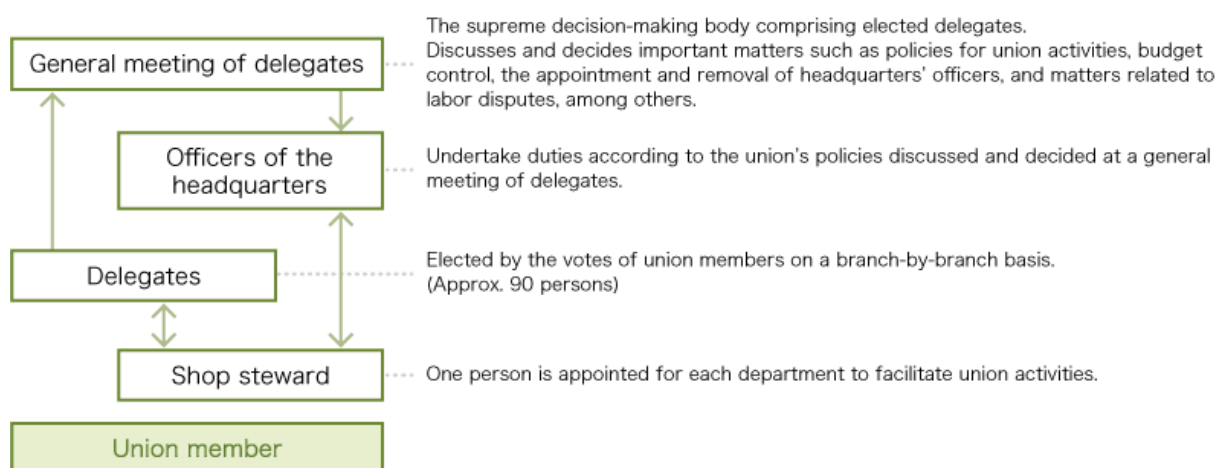 General meeting of delegates
The supreme decision-making body comprising elected delegates.
Discusses and decides important matters such as policies for union activities, budget
control, the appointment and removal of headquarters’ officers, and matters related to
labor disputes, among others.
Officers of the
headquarters
Undertake duties according to the union’s policies discussed and decided at a general
meeting of delegates.
Delegates
Elected by the votes of union members on a branch-by-branch basis.
(Approx. 90 persons)
Shop steward
One person is appointed for each department to facilitate union activities.
Union member